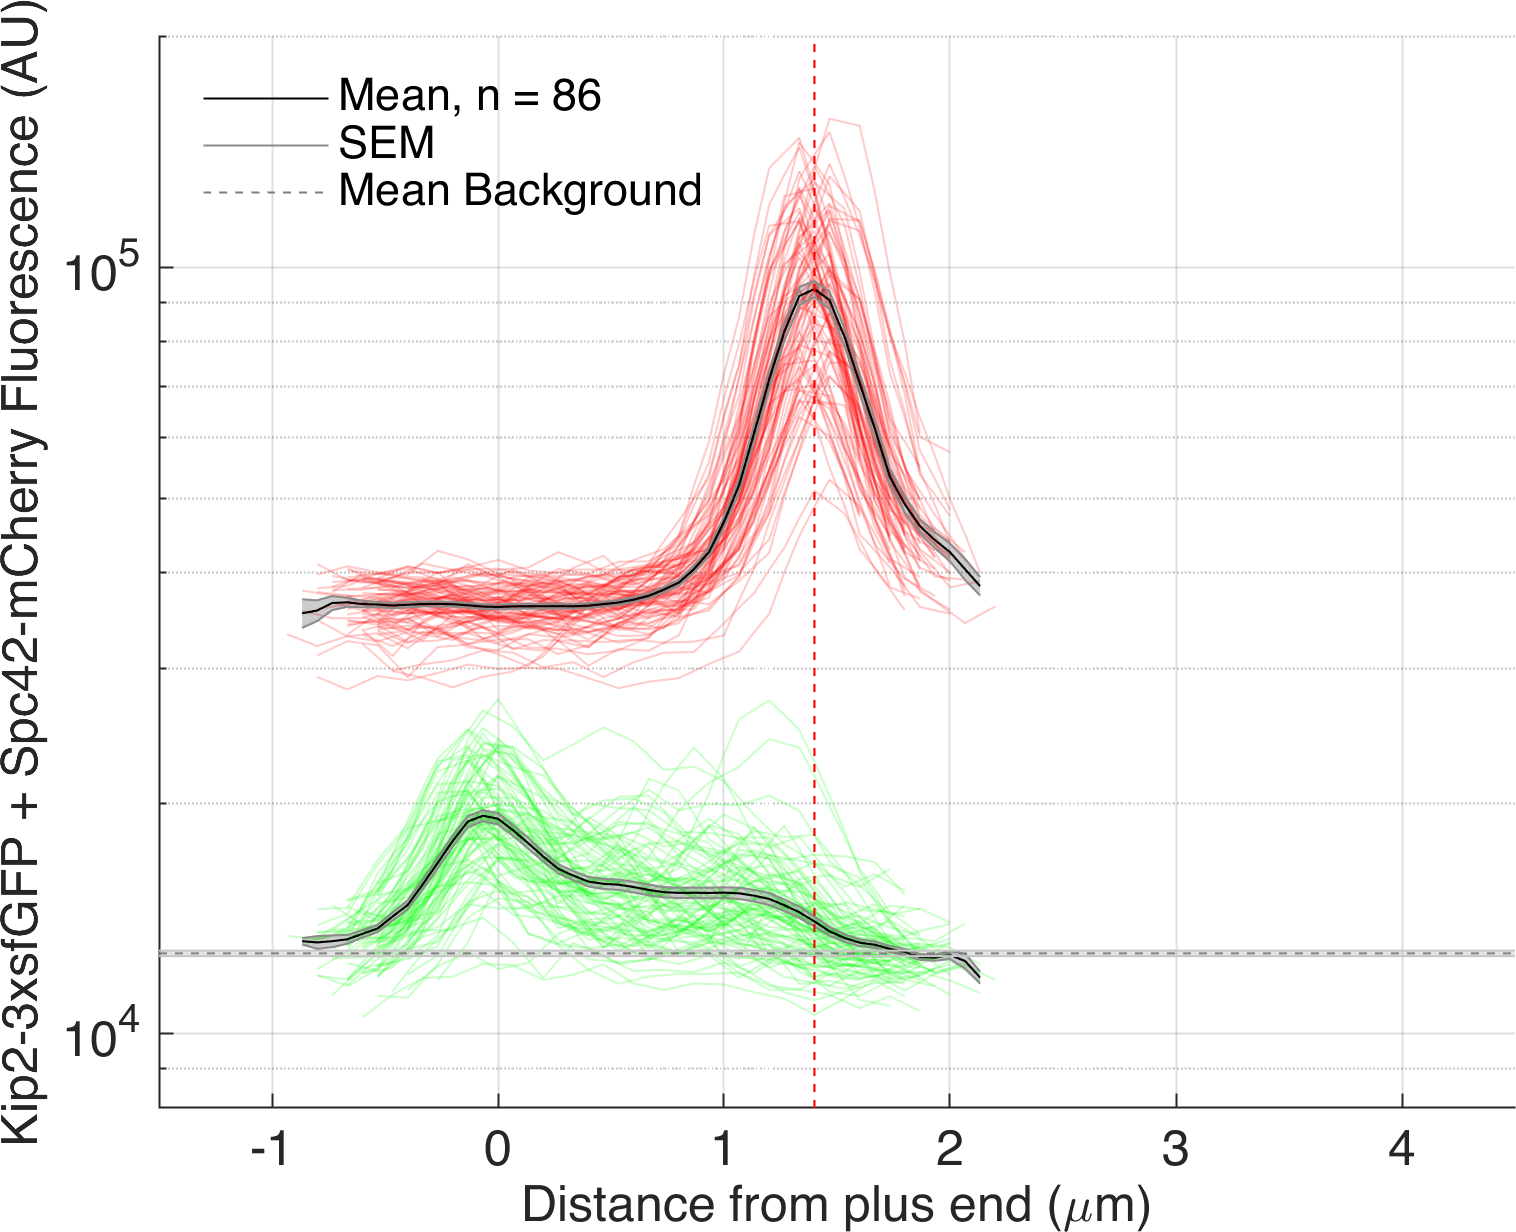 Kip2-3xsfGFP + Spc42-mCherry Fluorescence (AU)
Mean, n = 86
SEM
Mean Background
10^5
10^4
-1 0 1 2 3 4
Distance from plus end (μm)